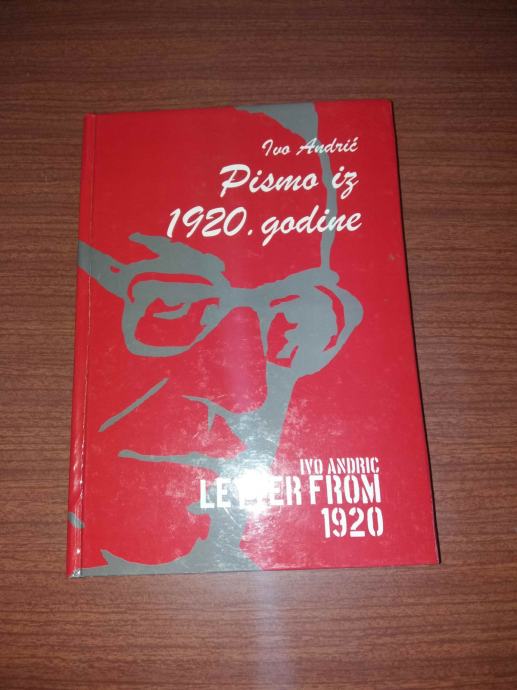 Ivo Andrić
Pismo iz
1920. godine
IVO ANDRIC
LETTER FROM
1920